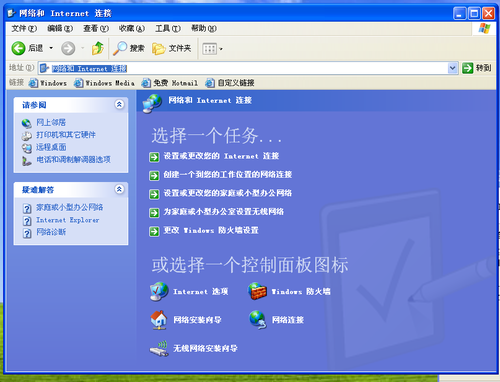 网络和 Internet 连接
文件(F) 编辑(E) 查看(V) 收藏(A) 工具(T) 帮助(H)
后退 搜索 文件夹
地址(D) 网络和 Internet 连接 转到
链接 Windows Windows Media 免费 Hotmail 自定义链接
请参阅
网上邻居
打印机和其它硬件
远程桌面
电话和调制解调器选项
疑难解答
家庭或小型办公网络
Internet Explorer
网络诊断
网络和 Internet 连接
选择一个任务...
设置或更改您的 Internet 连接
创建一个到您的工作位置的网络连接
设置或更改您的家庭或小型办公网络
为家庭或小型办公室设置无线网络
更改 Windows 防火墙设置
或选择一个控制面板图标
Internet 选项 Windows 防火墙
网络安装向导 网络连接
无线网络安装向导